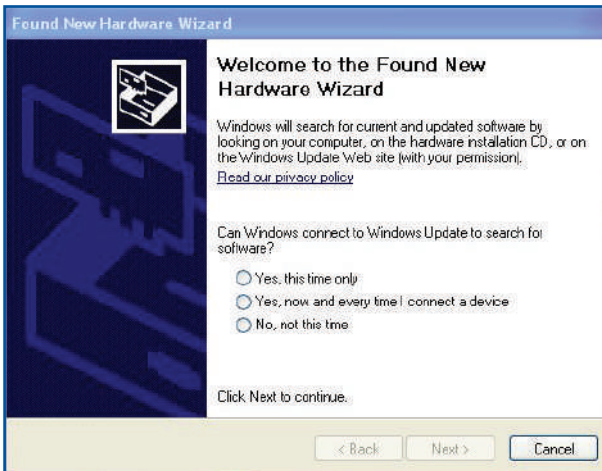 Found New Hardware Wizard
Welcome to the Found New
Hardware Wizard
Windows will search for current and updated software by
looking on your computer, on the hardware installation CD, or on
the Windows Update Web site (with your permission).
Read our privacy policy
Can Windows connect to Windows Update to search for
software?
Yes, this time only
Yes, now and every time I connect a device
No, not this time
Click Next to continue.
< Back
Next >
Cancel